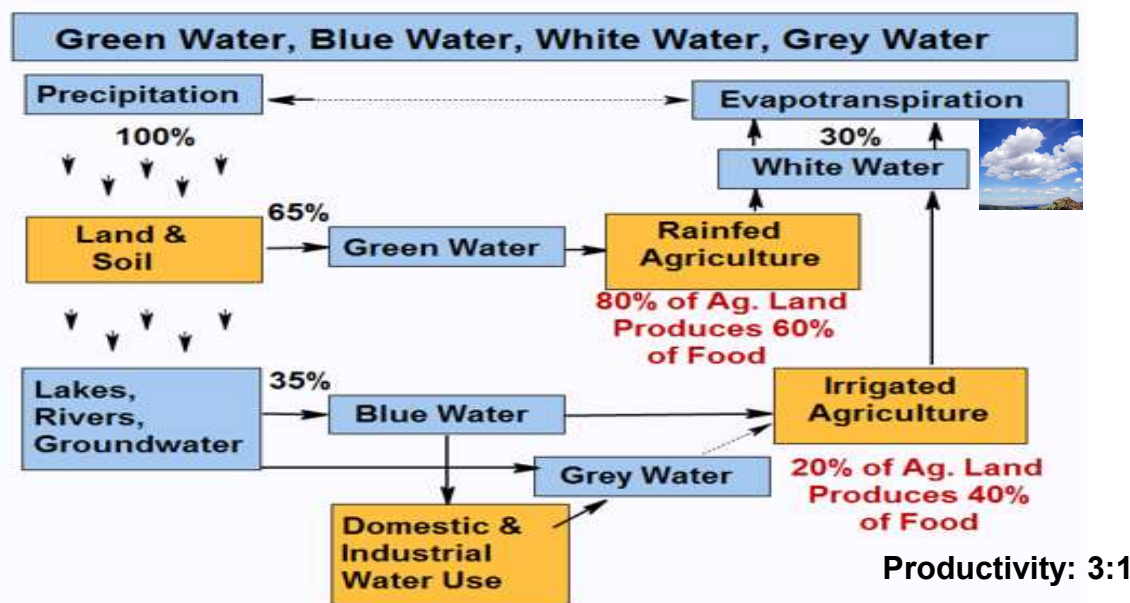 Green Water, Blue Water, White Water, Grey Water
Precipitation
Evapotranspiration
100%
30%
White Water
65%
Land &
Soil
Green Water
Rainfed
Agriculture
80% of Ag. Land
Produces 60%
of Food
35%
Lakes,
Rivers,
Groundwater
Blue Water
Irrigated
Agriculture
Grey Water
20% of Ag. Land
Produces 40%
of Food
Domestic &
Industrial
Water Use
Productivity: 3:1